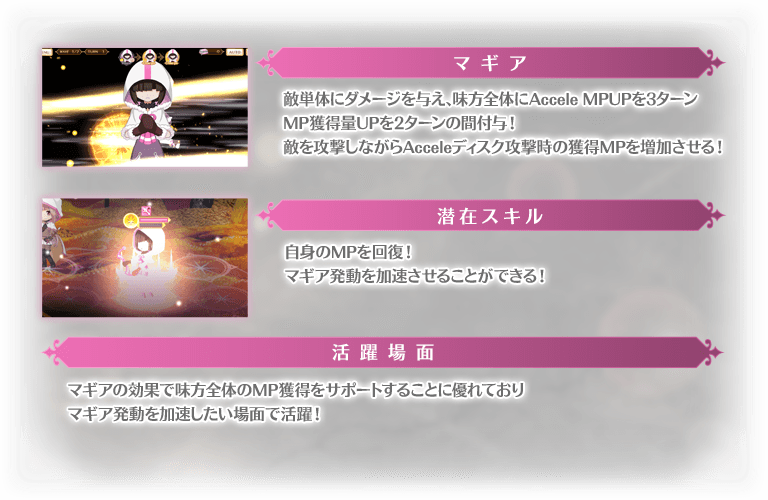 マギア
敵単体にダメージを与え、味方全体にAccele MPUPを3ターン
MP獲得量UPを2ターンの間付与！
敵を攻撃しながらAcceleディスク攻撃時の獲得MPを増加させる！
潜在スキル
自身のMPを回復！
マギア発動を加速させることができる！
活躍場面
マギアの効果で味方全体のMP獲得をサポートすることに優れており
マギア発動を加速したい場面で活躍！